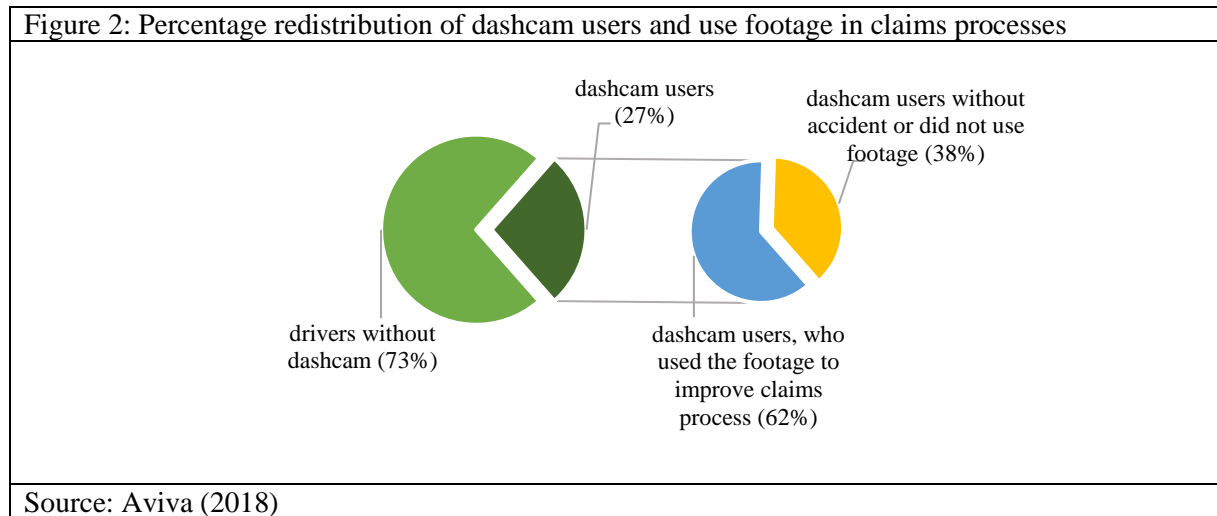 Figure 2: Percentage redistribution of dashcam users and use footage in claims processes
dashcam users
(27%)
dashcam users without
accident or did not use
footage (38%)
drivers without
dashcam (73%)
dashcam users, who
used the footage to
improve claims
process (62%)
Source: Aviva (2018)